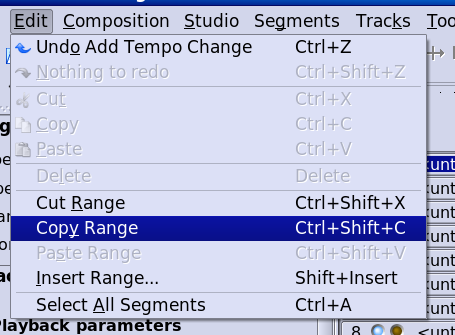 Edit Composition Studio Segments Tracks Too
Undo Add Tempo Change Ctrl+Z
Nothing to redo Ctrl+Shift+Z
Cut Ctrl+X
Copy Ctrl+C
Paste Ctrl+V
Delete Delete
Cut Range Ctrl+Shift+X
Copy Range Ctrl+Shift+C
Paste Range Ctrl+Shift+V
Insert Range... Shift+Insert
Select All Segments Ctrl+A
Playback parameters
8 <unt